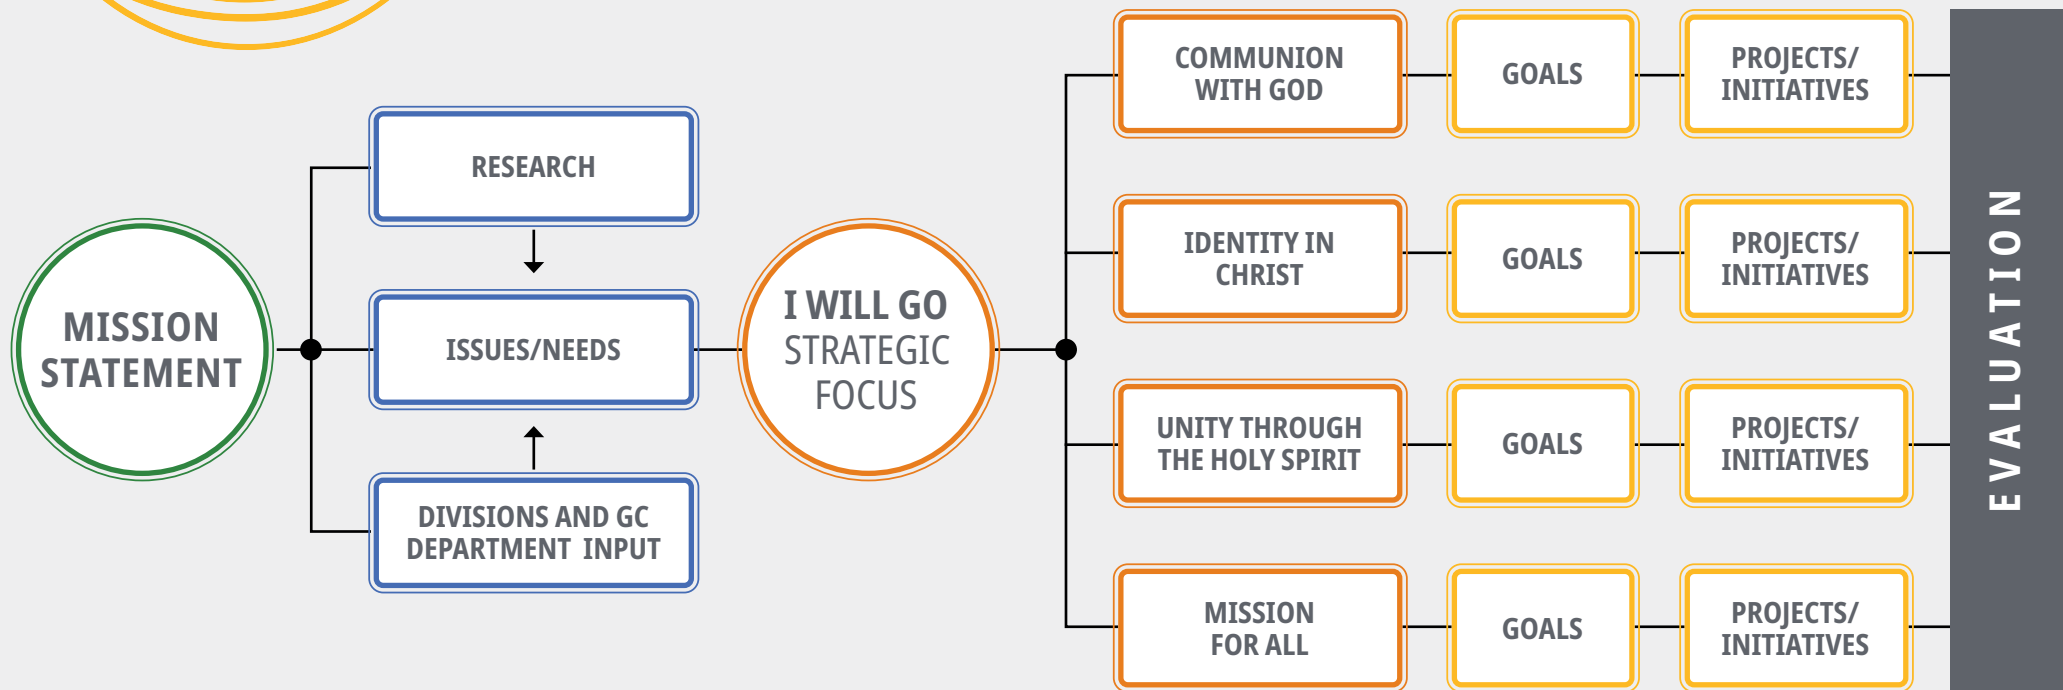 MISSION
STATEMENT
RESEARCH
ISSUES/NEEDS
DIVISIONS AND GC
DEPARTMENT INPUT
I WILL GO
STRATEGIC
FOCUS
COMMUNION
WITH GOD
GOALS
PROJECTS/
INITIATIVES
IDENTITY IN
CHRIST
GOALS
PROJECTS/
INITIATIVES
UNITY THROUGH
THE HOLY SPIRIT
GOALS
PROJECTS/
INITIATIVES
MISSION
FOR ALL
GOALS
PROJECTS/
INITIATIVES
EVALUATION